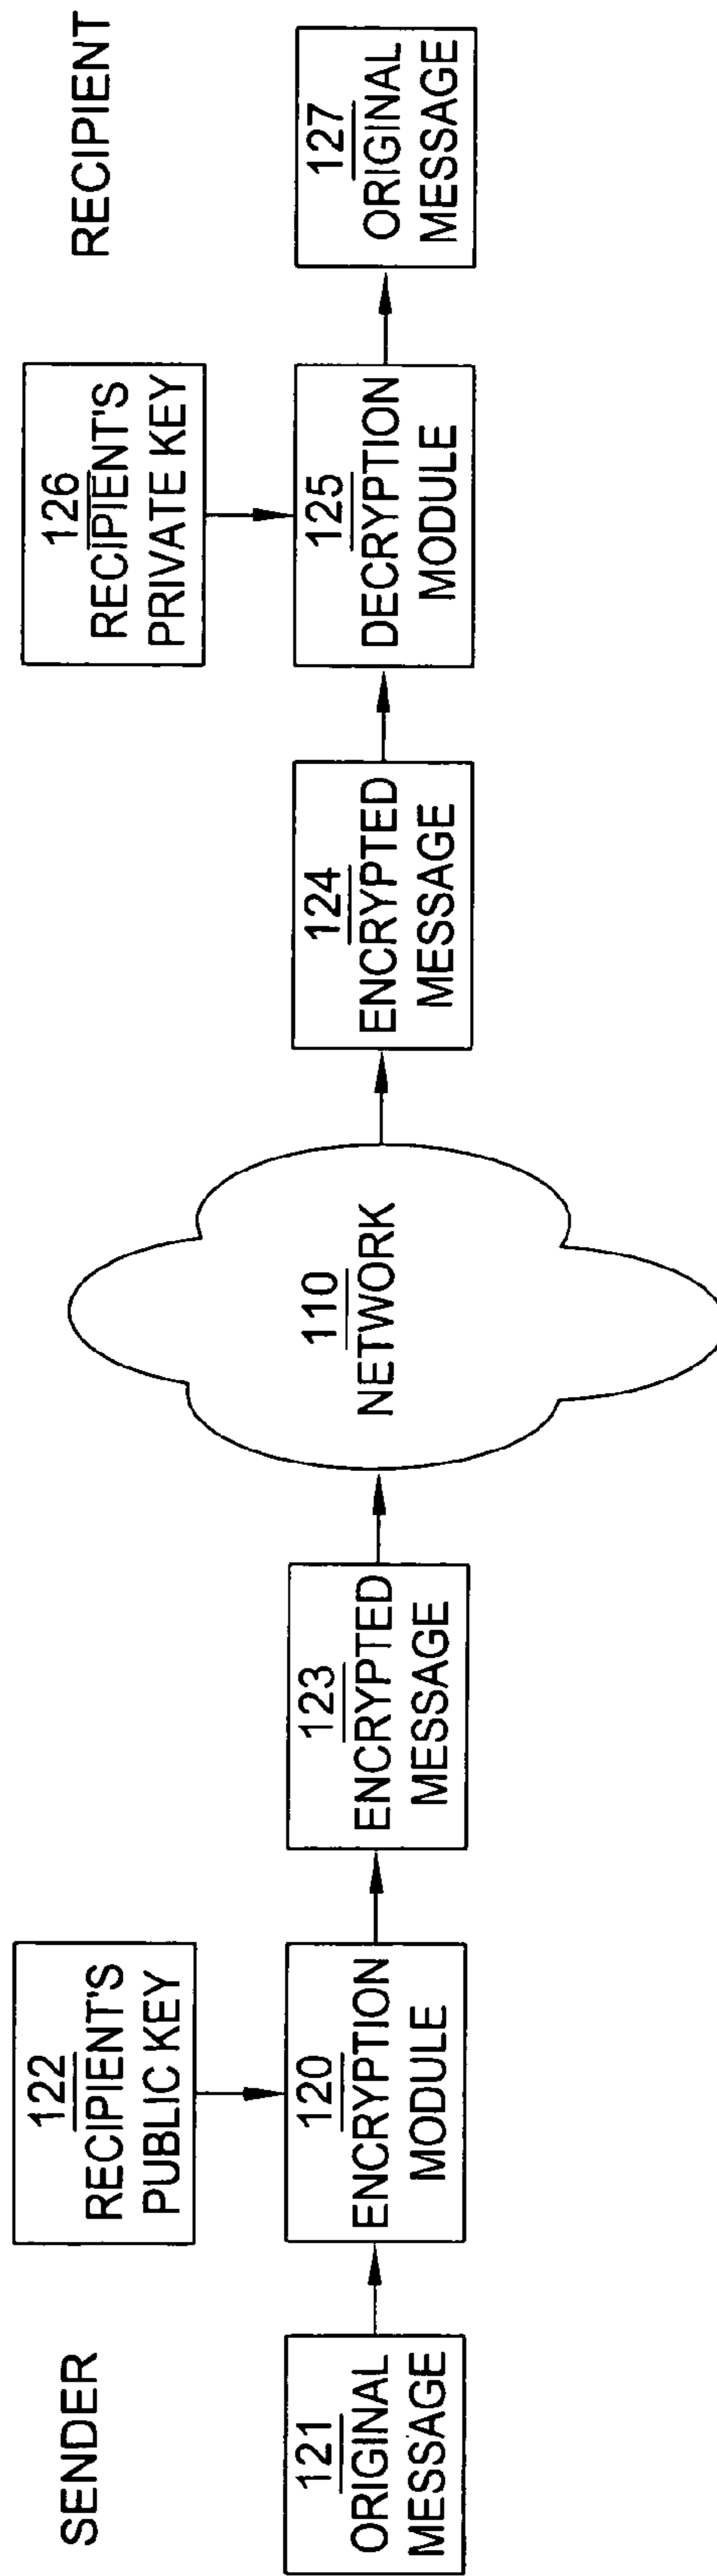 SENDER
RECIPIENT
122
RECIPIENT'S
PUBLIC KEY
126
RECIPIENT'S
PRIVATE KEY
121
ORIGINAL
MESSAGE
120
ENCRYPTION
MODULE
123
ENCRYPTED
MESSAGE
110
NETWORK
124
ENCRYPTED
MESSAGE
125
DECRYPTION
MODULE
127
ORIGINAL
MESSAGE